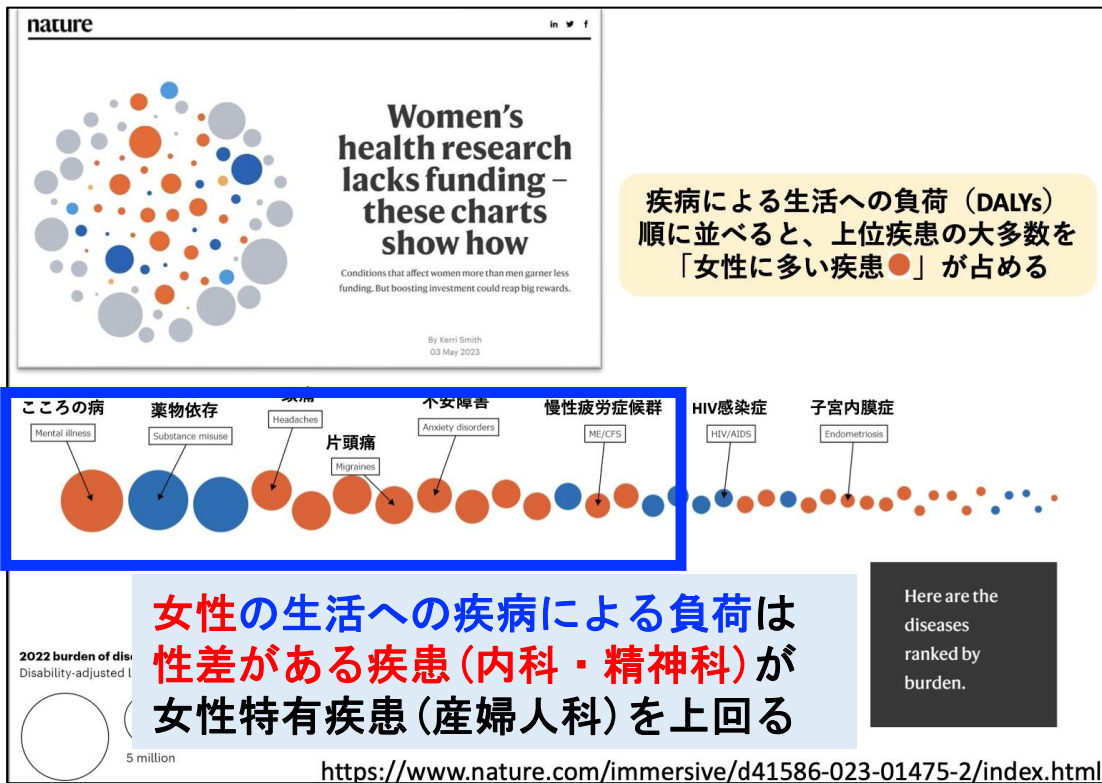 nature
in
f
Women's
health research
lacks funding –
these charts
show how
Conditions that affect women more than men garner less
funding. But boosting investment could reap big rewards.
By Kerri Smith
03 May 2023
疾病による生活への負荷（DALYs）
順に並べると、上位疾患の大多数を
「女性に多い疾患●」が占める
こころの病
Mental illness
薬物依存
Substance misuse
頭痛
Headaches
片頭痛
Migraines
不安障害
Anxiety disorders
慢性疲労症候群
ME/CFS
HIV感染症
HIV/AIDS
子宮内膜症
Endometriosis
女性の生活への疾病による負荷は
性差がある疾患(内科・精神科)が
女性特有疾患(産婦人科)を上回る
2022 burden of dis
Disability-adjusted l
5 million
Here are the
diseases
ranked by
burden.
https://www.nature.com/immersive/d41586-023-01475-2/index.html